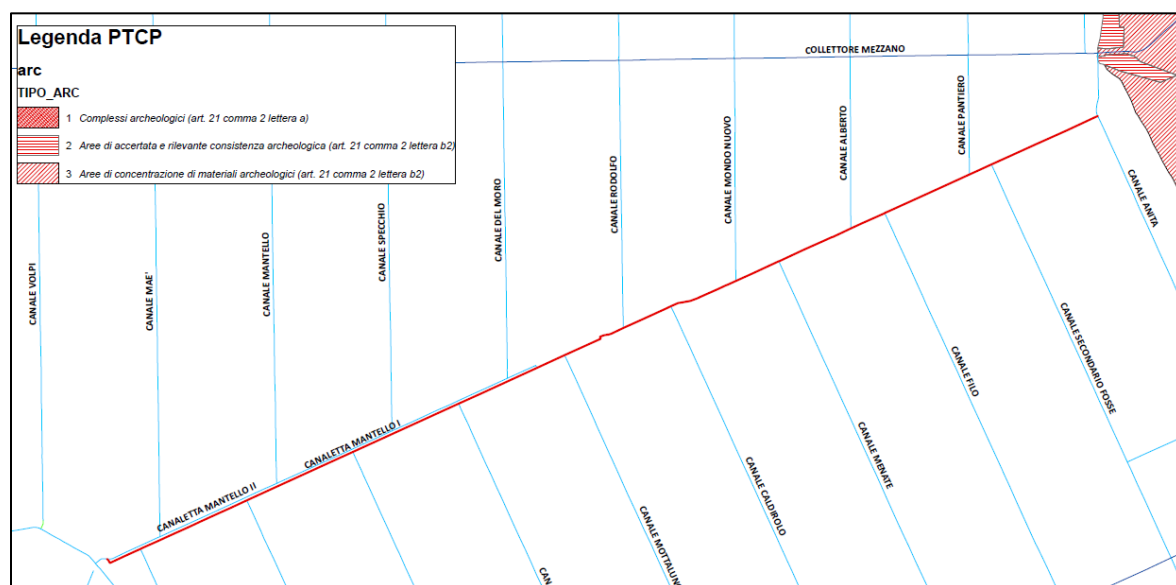 Legenda PTCP
arc
TIPO_ARC
1 Complessi archeologici (art. 21 comma 2 lettera a)
2 Aree di accertata e rilevante consistenza archeologica (art. 21 comma 2 lettera b2)
3 Aree di concentrazione di materiali archeologici (art. 21 comma 2 lettera b2)
COLLETTORE MEZZANO
CANALE VOLPI
CANALE MAE'
CANALE MANTELLO
CANALE SPECCHIO
CANALE DEL MORO
CANALE RODOLFO
CANALE MONDO NUOVO
CANALE ALBERTO
CANALE PANTIERO
CANALE ANITA
CANALETTA MANTELLO II
CANALETTA MANTELLO I
CAN
CANALE MOTTALUNG
CANALE CALDIROLO
CANALE MENATE
CANALE FILO
CANALE SECONDARIO FOSSE